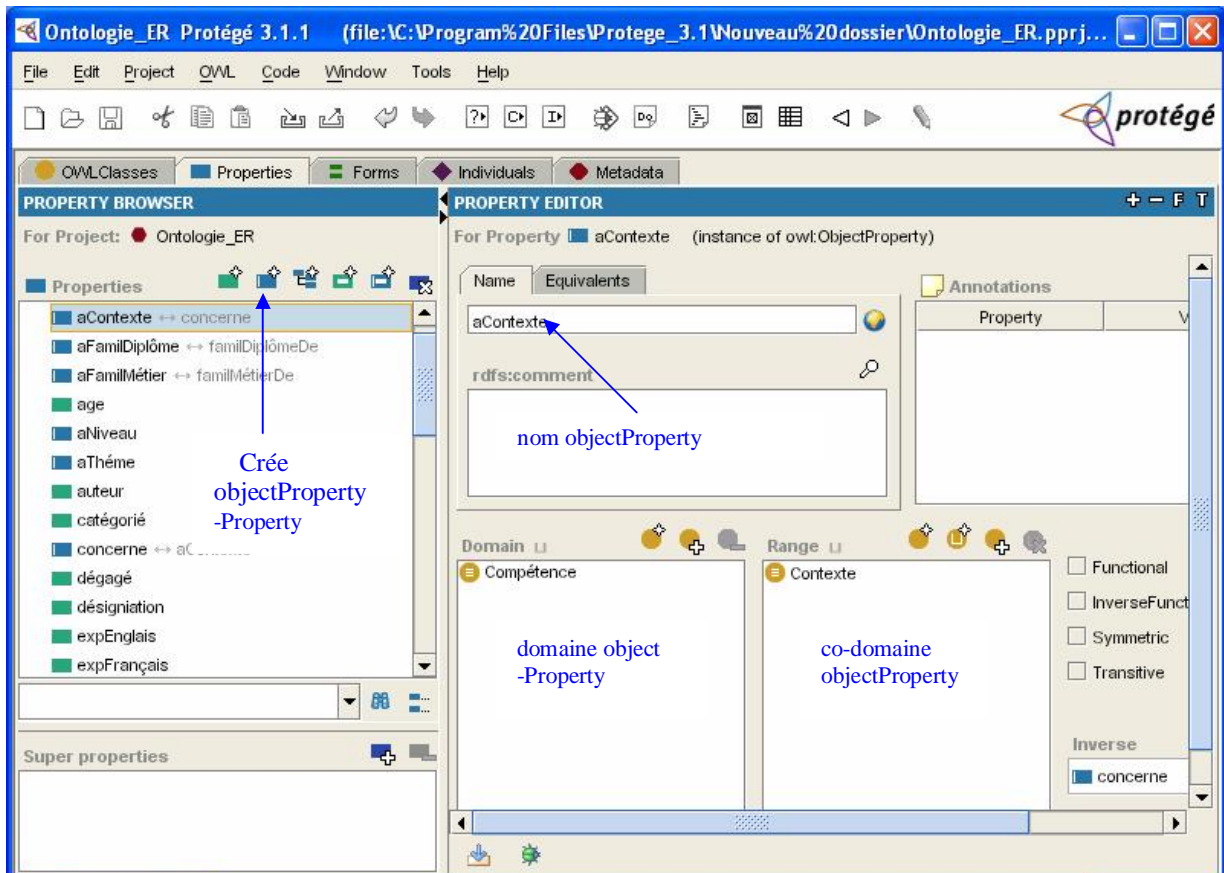 Ontologie_ER Protégé 3.1.1 (file:\C:\Program%20Files\Protege_3.1\Nouveau%20dossier\Ontologie_ER.pprj...
File Edit Project OWL Code Window Tools Help
protégé
OWLClasses Properties Forms Individuals Metadata
PROPERTY BROWSER
For Project: Ontologie_ER
Properties
aContexte ↔ concerne
aFamilDiplôme ↔ familDiplômeDe
aFamilMétier ↔ familMétierDe
age
aNiveau
aThéme
auteur
catégorié
concerne ↔
dégagé
désigniation
expEnglais
expFrançais
Crée
objectProperty
-Property
Super properties
PROPERTY EDITOR
For Property aContexte (instance of owl:ObjectProperty)
Name Equivalents
aContexte
rdfs:comment
nom objectProperty
Annotations
Property V
Domain
Compétence
domaine object
-Property
Range
Contexte
co-domaine
objectProperty
Functional
InverseFunct
Symmetric
Transitive
Inverse
concerne